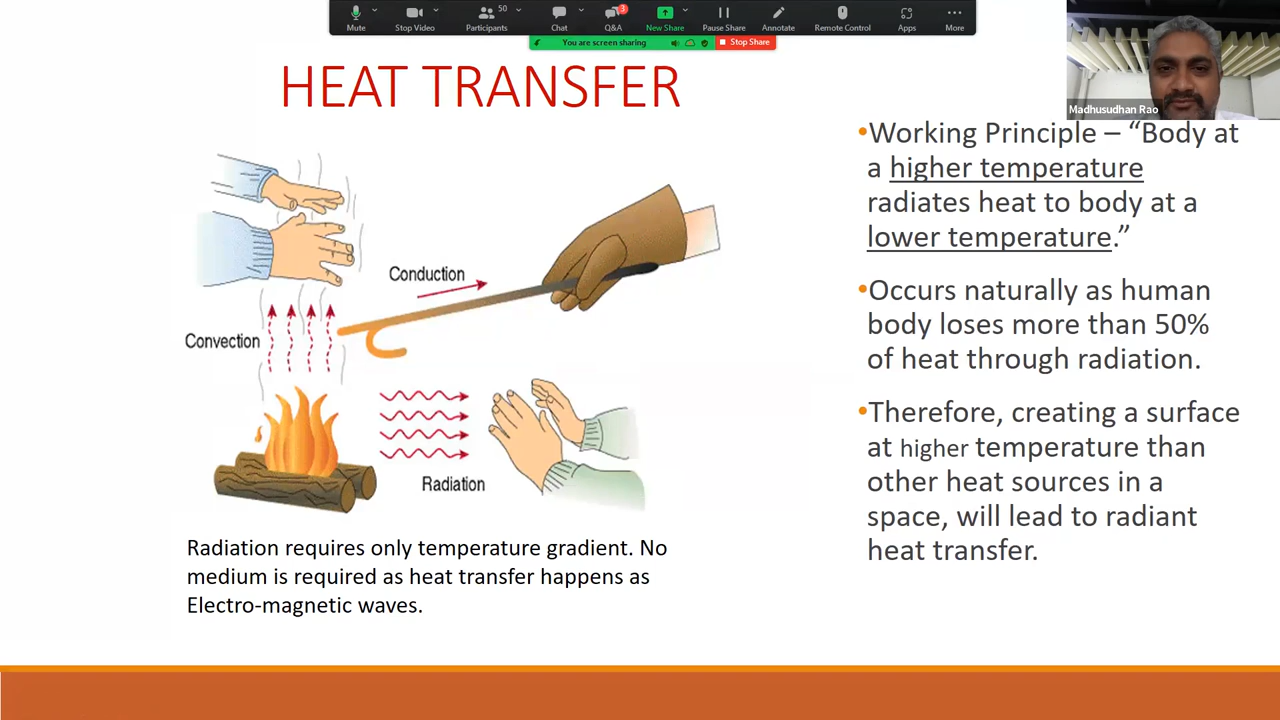 Mute
Stop Video
50
Participants
Chat
3
Q&A
New Share
Pause Share
Annotate
Remote Control
Apps
More
You are screen sharing
Stop Share
Madhusudhan Rao
HEAT TRANSFER
Conduction
Convection
Radiation
Radiation requires only temperature gradient. No
medium is required as heat transfer happens as
Electro-magnetic waves.
•Working Principle – “Body at
a higher temperature
radiates heat to body at a
lower temperature.”
•Occurs naturally as human
body loses more than 50%
of heat through radiation.
•Therefore, creating a surface
at higher temperature than
other heat sources in a
space, will lead to radiant
heat transfer.